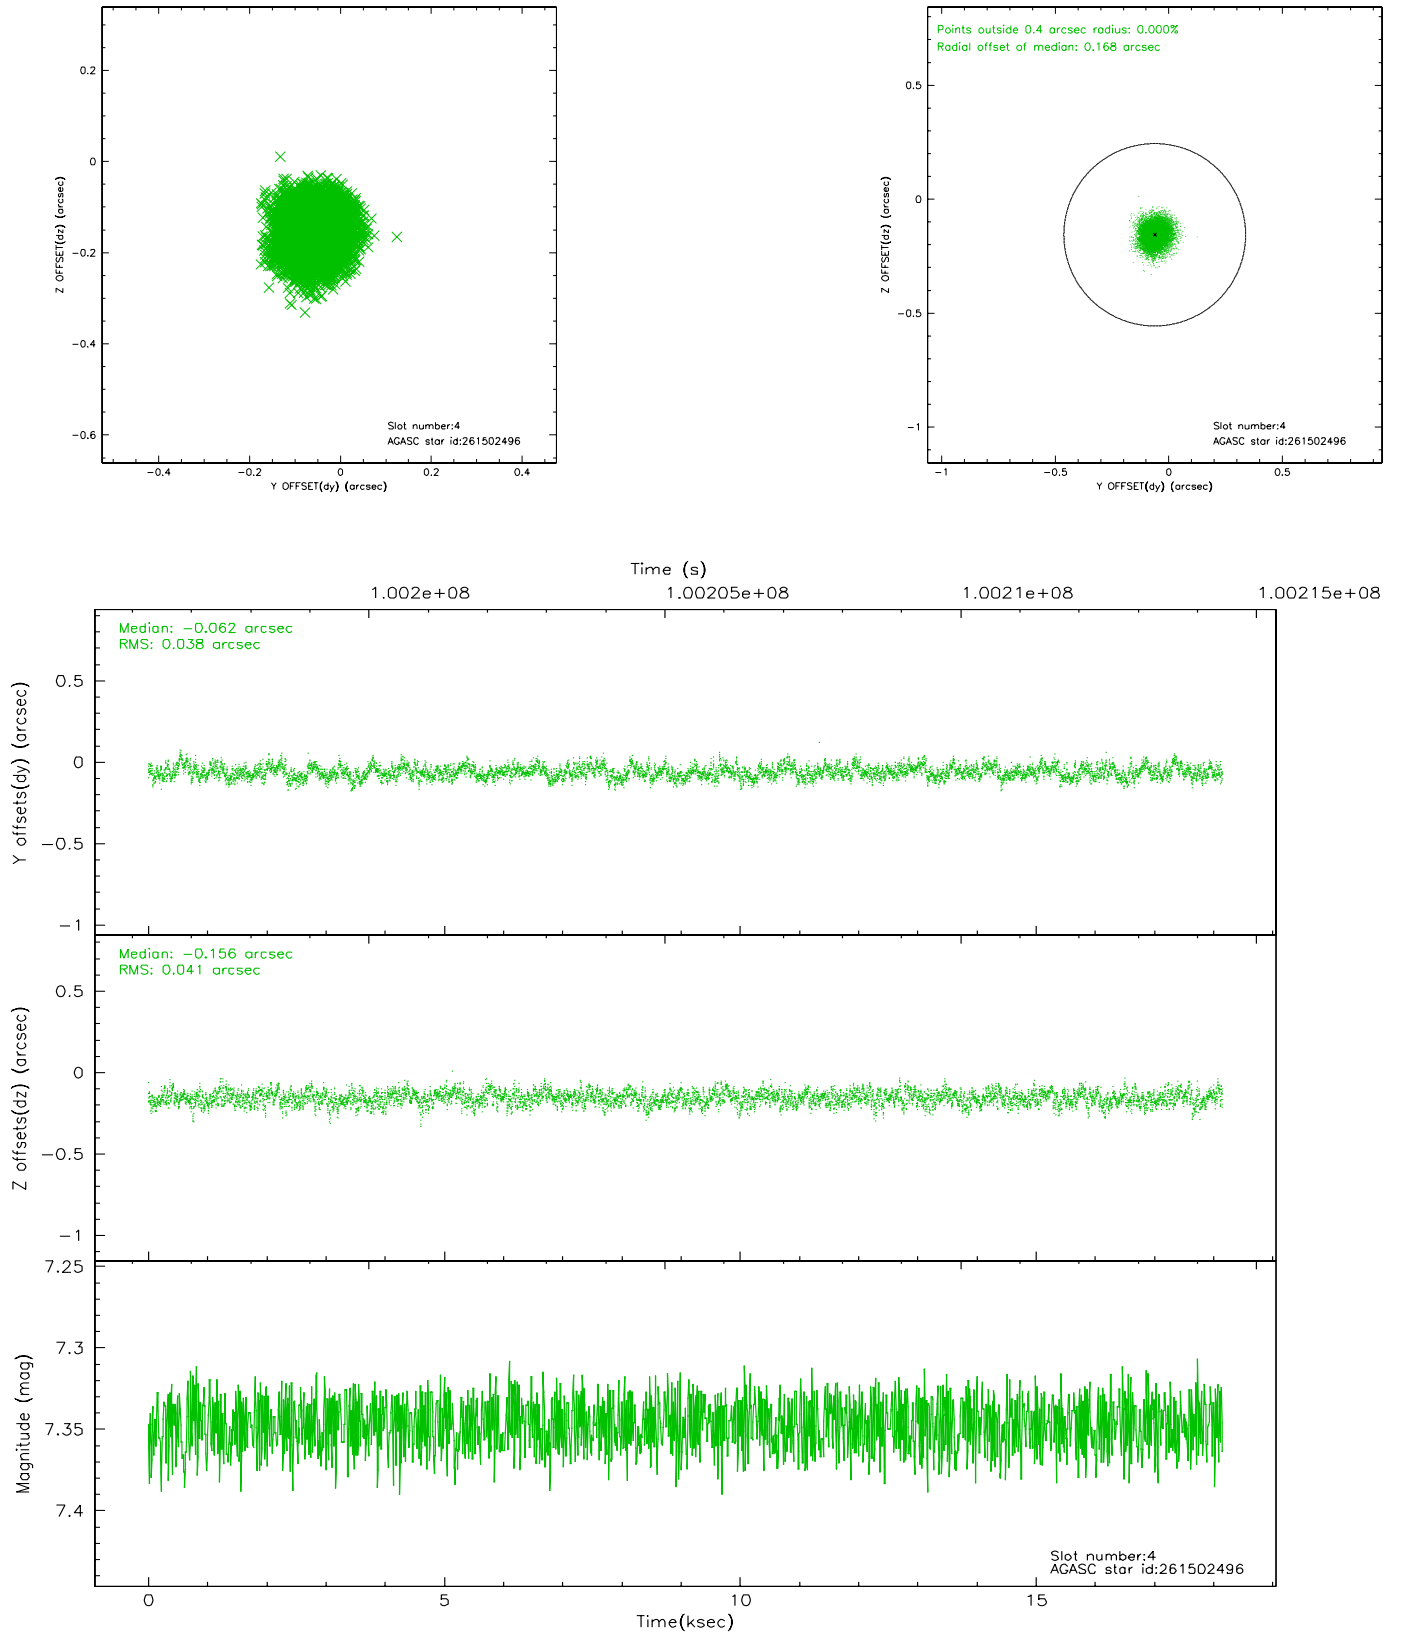 0.2
0
−0.2
−0.4
−0.6
Z OFFSET(dz) (arcsec)
Slot number:4
AGASC star id:261502496
−0.4 −0.2 0 0.2 0.4
Y OFFSET(dy) (arcsec)
Points outside 0.4 arcsec radius: 0.000%
Radial offset of median: 0.168 arcsec
0.5
0
−0.5
−1
Z OFFSET(dz) (arcsec)
Slot number:4
AGASC star id:261502496
−1 −0.5 0 0.5
Y OFFSET(dy) (arcsec)
Time (s)
1.002e+08 1.00205e+08 1.0021e+08 1.00215e+08
Median: −0.062 arcsec
RMS: 0.038 arcsec
0.5
0
−0.5
−1
Y offsets(dy) (arcsec)
Median: −0.156 arcsec
RMS: 0.041 arcsec
0.5
0
−0.5
−1
Z offsets(dz) (arcsec)
7.25
7.3
7.35
7.4
Magnitude (mag)
Slot number:4
AGASC star id:261502496
0 5 10 15
Time(ksec)